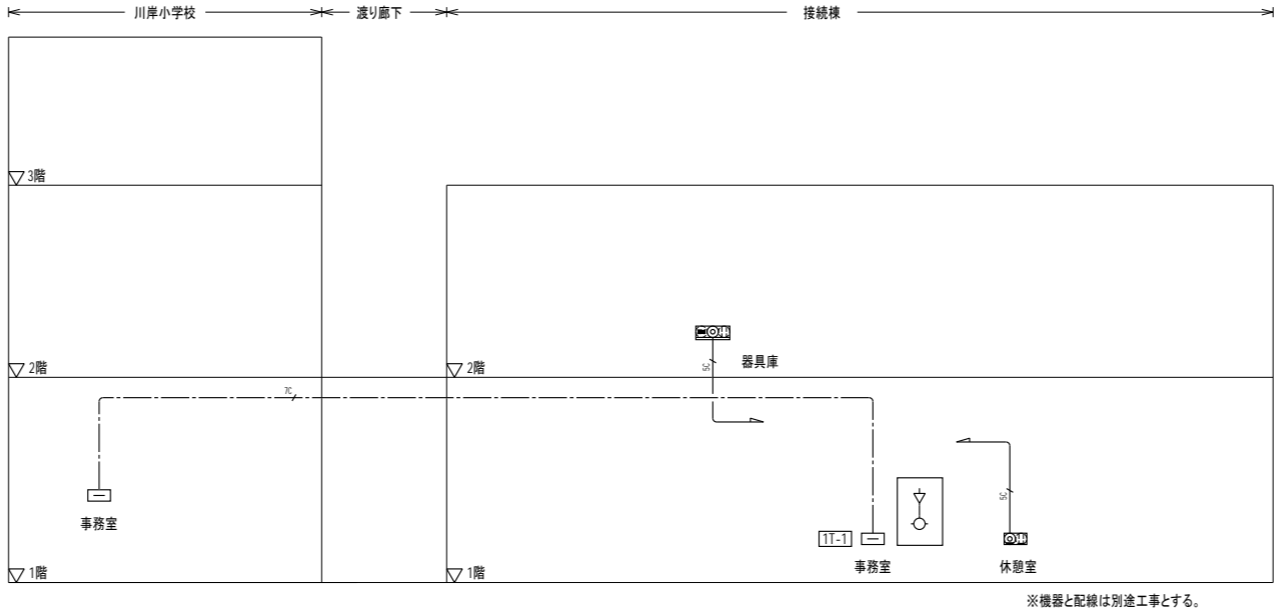 川岸小学校
渡り廊下
接続棟
3階
2階
2階
器具庫
5C
7C
5C
事務室
1T-1
事務室
休憩室
1階
1階
※機器と配線は別途工事とする。